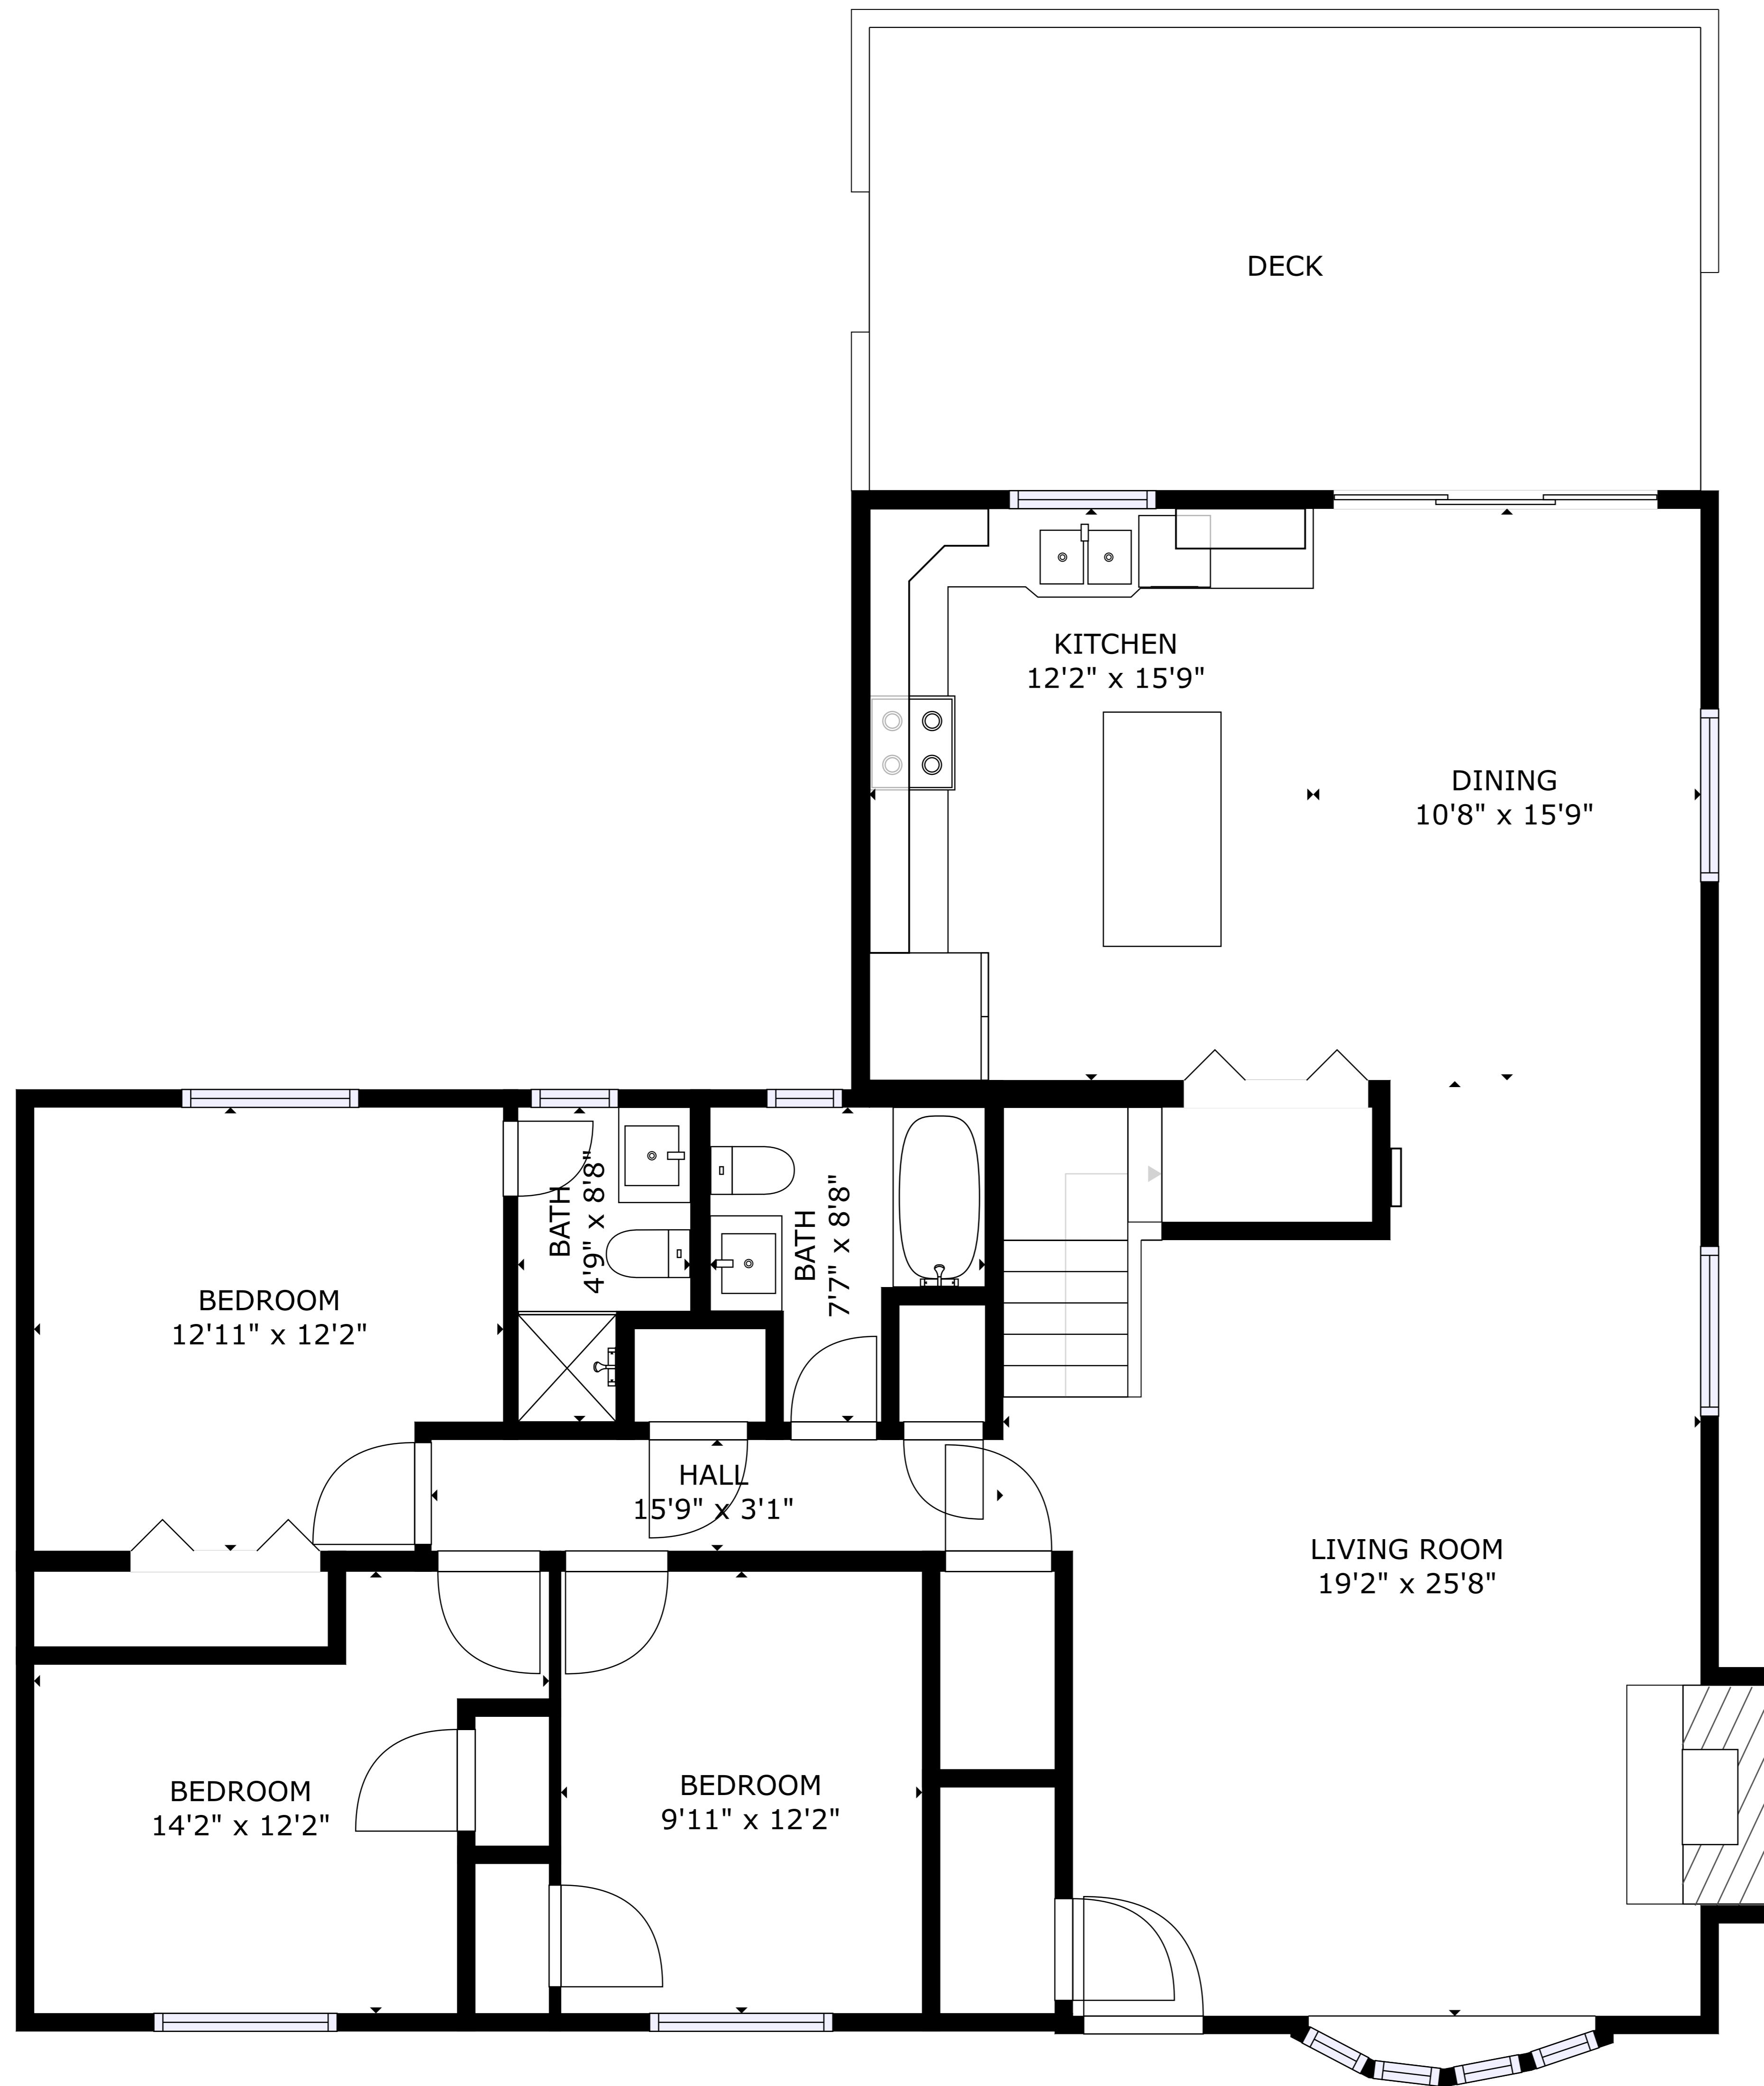 DECK
KITCHEN
12'2" x 15'9"
DINING
10'8" x 15'9"
BATH
4'9" x 8'8"
BATH
7'7" x 8'8"
BEDROOM
12'11" x 12'2"
HALL
15'9" x 3'1"
LIVING ROOM
19'2" x 25'8"
BEDROOM
14'2" x 12'2"
BEDROOM
9'11" x 12'2"